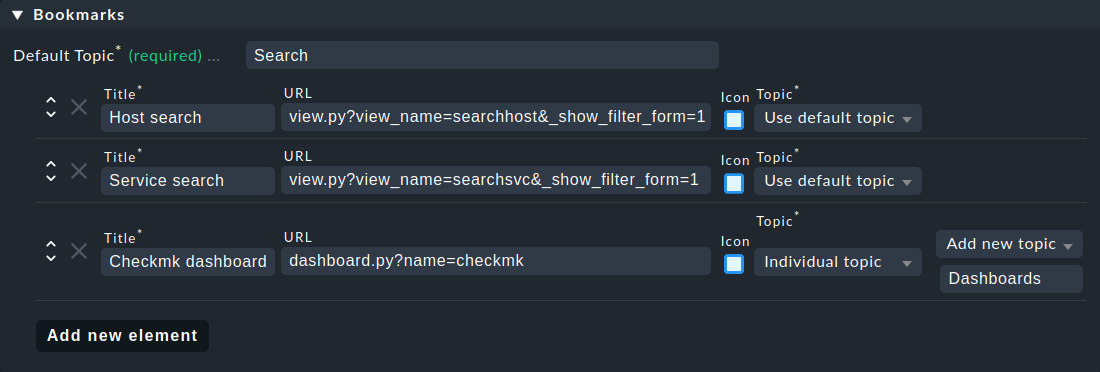 Bookmarks
Default Topic* (required) ... Search
Title* URL Icon Topic*
Host search view.py?view_name=searchhost&_show_filter_form=1 Use default topic
Title* URL Icon Topic*
Service search view.py?view_name=searchsvc&_show_filter_form=1 Use default topic
Title* URL Icon Topic*
Checkmk dashboard dashboard.py?name=checkmk Individual topic Add new topic
Dashboards
Add new element